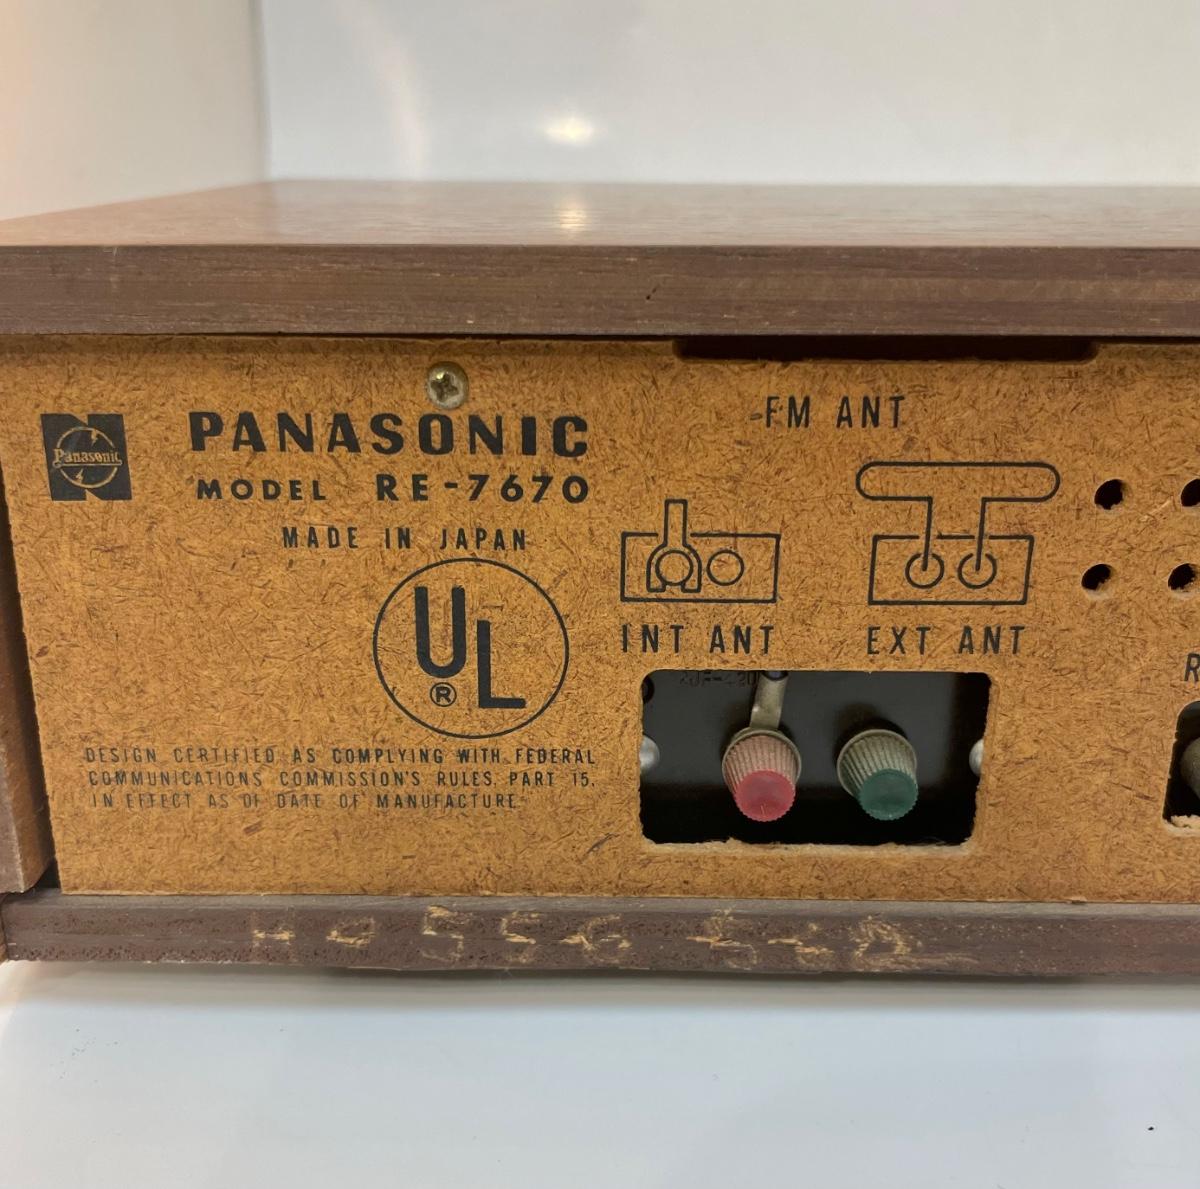 Panasonic
PANASONIC
MODEL RE-7670
MADE IN JAPAN
UL
®
DESIGN CERTIFIED AS COMPLYING WITH FEDERAL
COMMUNICATIONS COMMISSION'S RULES, PART 15,
IN EFFECT AS OF DATE OF MANUFACTURE.
FM ANT
INT ANT EXT ANT
R